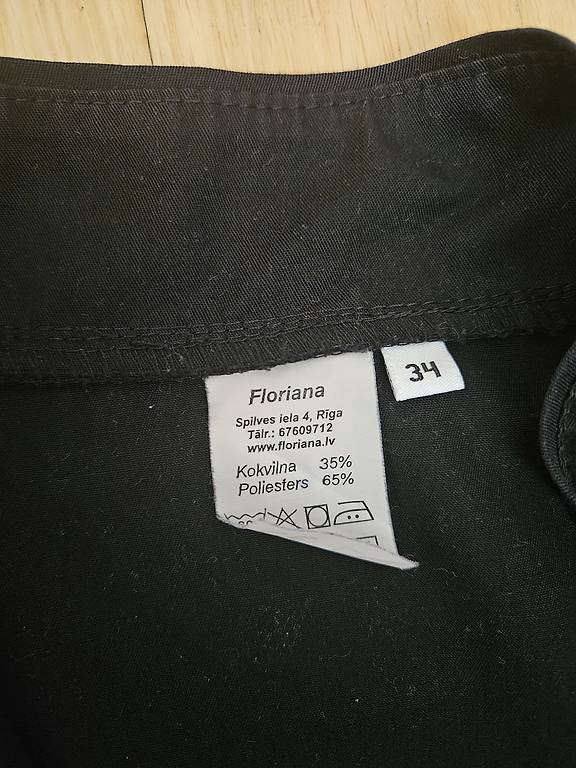 Floriana
Spilves iela 4, Rīga
Tālr.: 67609712
www.floriana.lv
Kokvilna 35%
Poliesters 65%
34